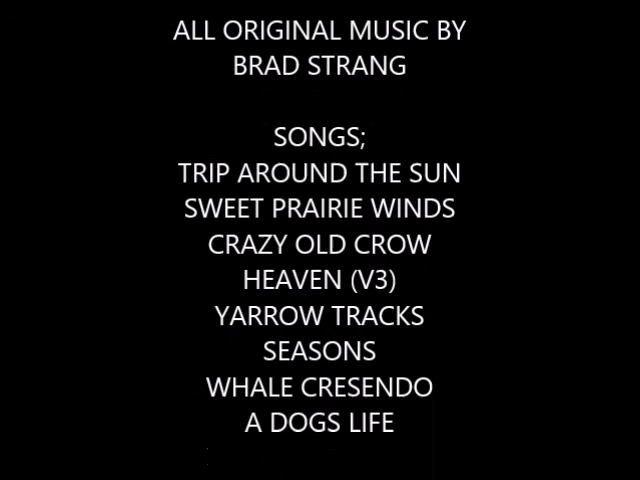 ALL ORIGINAL MUSIC BY
BRAD STRANG
SONGS;
TRIP AROUND THE SUN
SWEET PRAIRIE WINDS
CRAZY OLD CROW
HEAVEN (V3)
YARROW TRACKS
SEASONS
WHALE CRESENDO
A DOGS LIFE